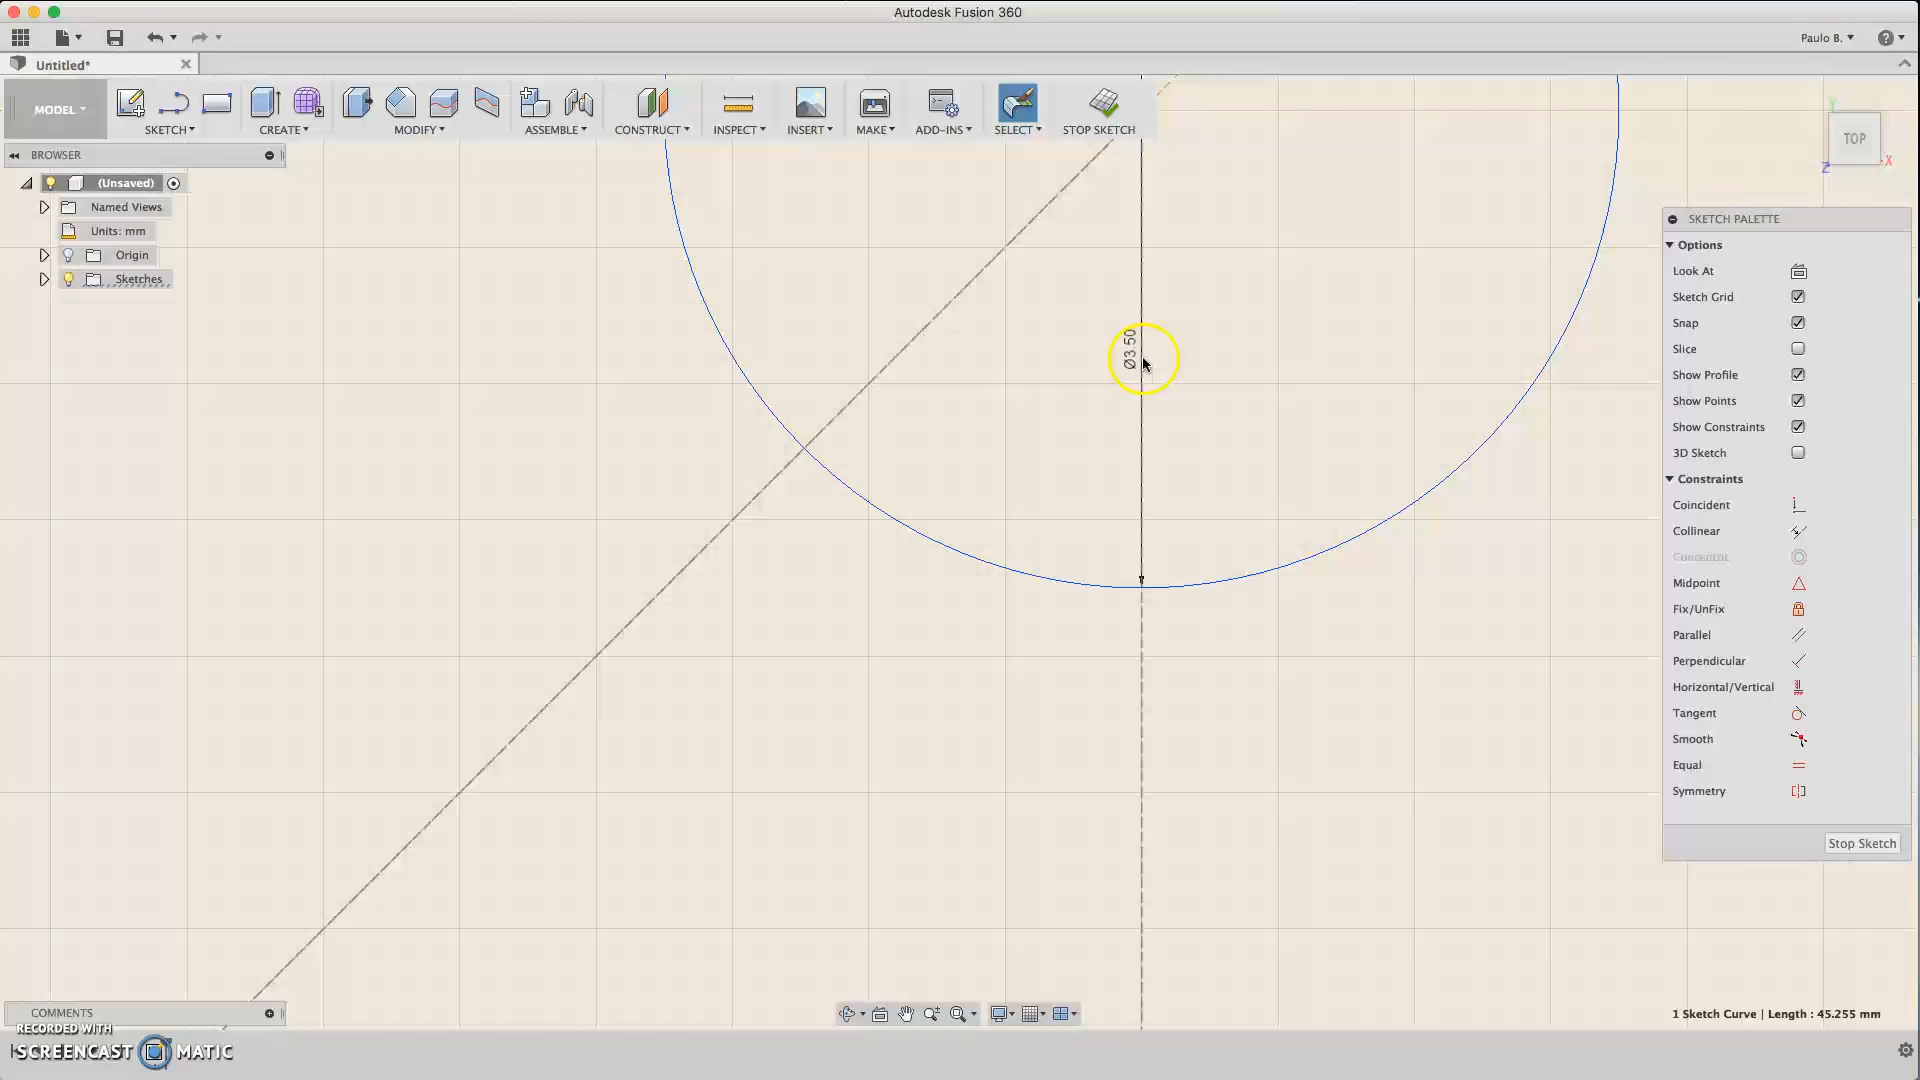 Autodesk Fusion 360
Paulo B.
Untitled*
MODEL
SKETCH
CREATE
MODIFY
ASSEMBLE
CONSTRUCT
INSPECT
INSERT
MAKE
ADD-INS
SELECT
STOP SKETCH
BROWSER
(Unsaved)
Named Views
Units: mm
Origin
Sketches
Y
TOP
X
Z
Ø3.50
SKETCH PALETTE
Options
Look At
Sketch Grid
Snap
Slice
Show Profile
Show Points
Show Constraints
3D Sketch
Constraints
Coincident
Collinear
Concentric
Midpoint
Fix/UnFix
Parallel
Perpendicular
Horizontal/Vertical
Tangent
Smooth
Equal
Symmetry
Stop Sketch
COMMENTS
1 Sketch Curve | Length : 45.255 mm
RECORDED WITH
SCREENCAST MATIC